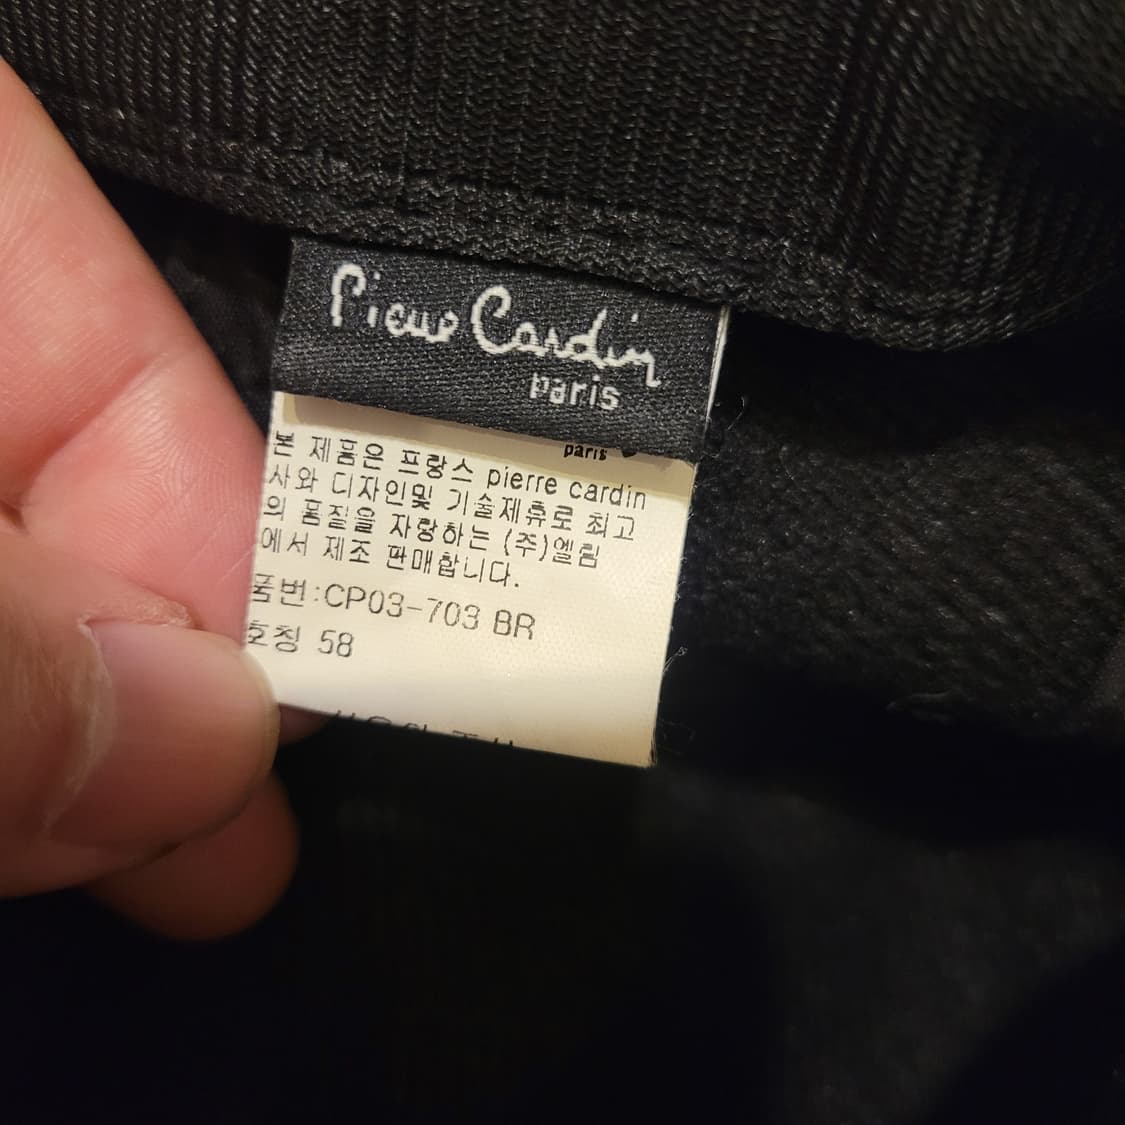 Pierre Cardin
paris
paris
본 제품은 프랑스 pierre cardin
사와 디자인및 기술제휴로 최고
의 품질을 자랑하는 (주)엘림
에서 제조 판매합니다.
품번:CP03-703 BR
호칭 58